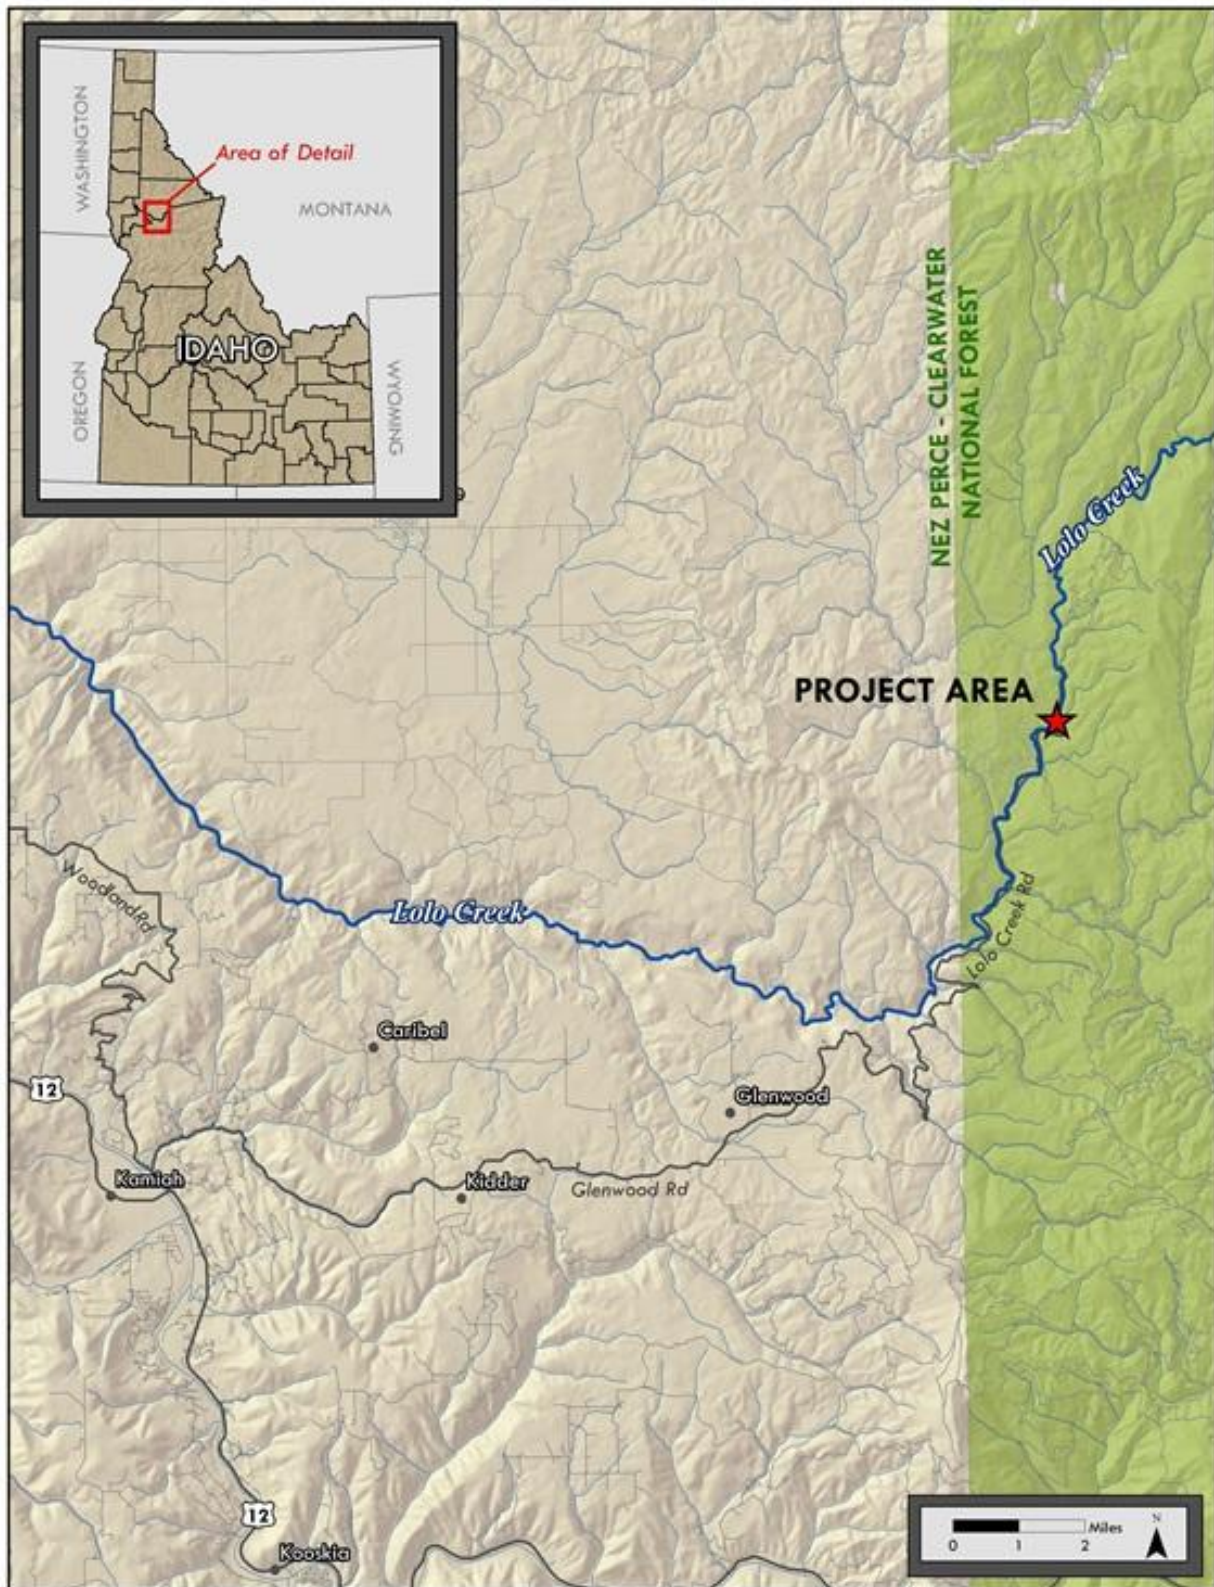 WASHINGTON
Area of Detail
MONTANA
IDAHO
OREGON
WYOMING
NEZ PERCE - CLEARWATER
NATIONAL FOREST
Lolo Creek
PROJECT AREA
Woodland Rd
Lolo Creek
Lolo Creek Rd
Caribel
12
Glenwood
Kamiah
Kidder
Glenwood Rd
12
Kooskia
Miles
0 1 2
N